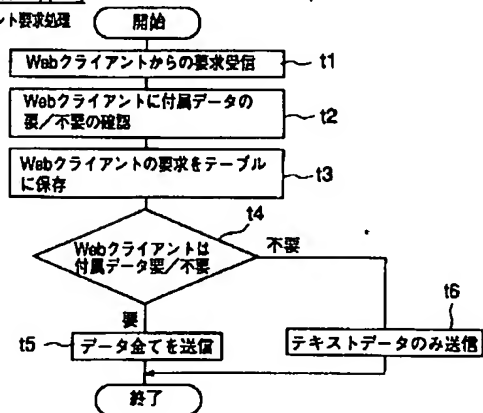 ント要求処理
開始
Webクライアントからの要求受信
t1
Webクライアントに付属データの
要/不要の確認
t2
Webクライアントの要求をテーブル
に保存
t3
t4
Webクライアントは
付属データ要/不要
不要
要
t5
データ全てを送信
t6
テキストデータのみ送信
終了